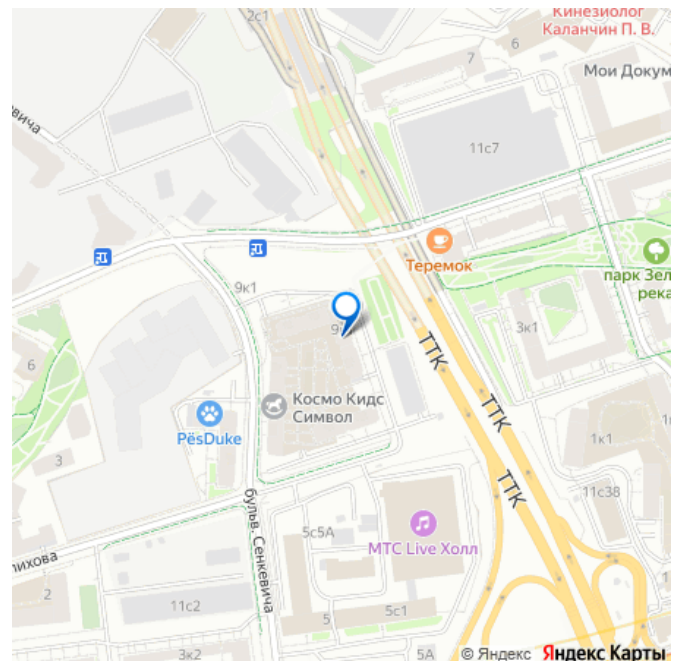 2с1
Кинезиолог
Каланчин П. В.
6
7
Мои Докум
11с7
вича
Теремок
парк Зел
река
9к1
9
ТТК
3к1
6
Космо Кидс
Символ
PёsDuke
ТТК
1к1
1
3
ТТК
11с38
бульв. Сенкевича
5с5А
МТС Live Холл
лихова
2
11с2
5с1
5
3к2
5А
© Яндекс Яндекс Карты